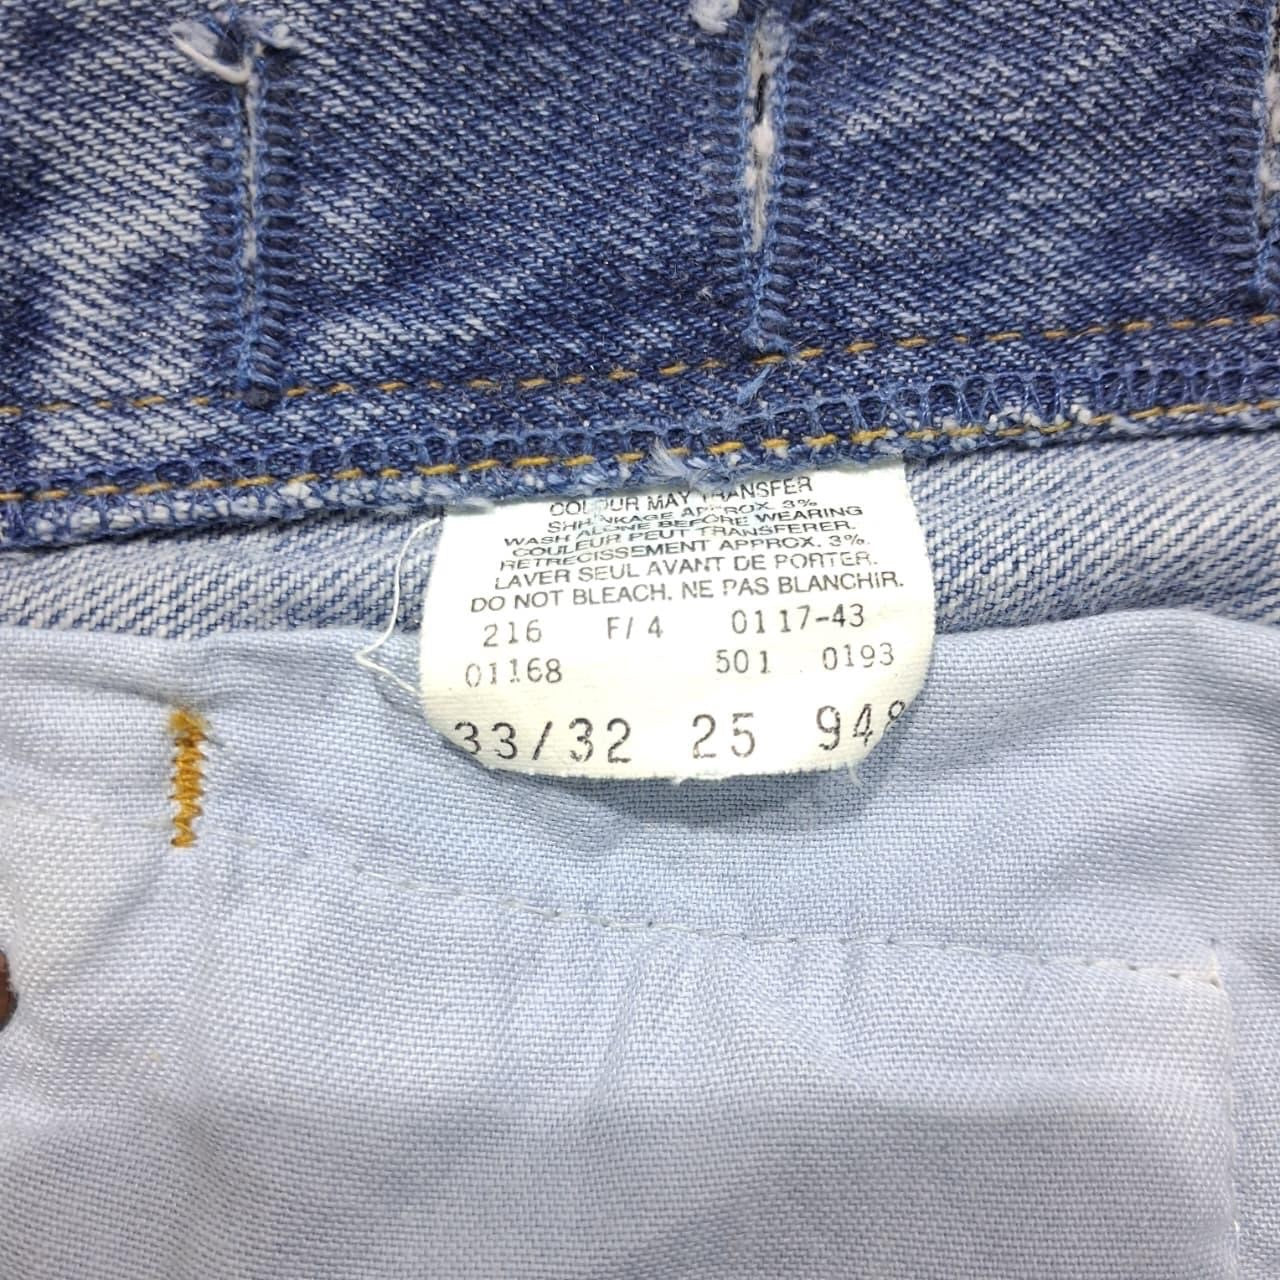 COLOUR MAY TRANSFER
SHRINKAGE APPROX. 3%
WASH ALONE BEFORE WEARING
COULEUR PEUT TRANSFERER.
RETRECISSEMENT APPROX. 3%.
LAVER SEUL AVANT DE PORTER.
DO NOT BLEACH. NE PAS BLANCHIR.
216 F/4 0117-43
01168 501 0193
33/32 25 948